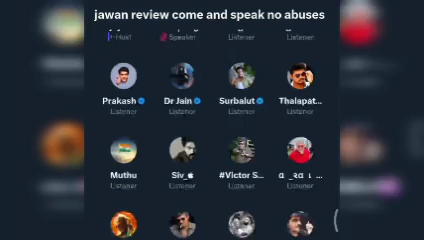 jawan review come and speak no abuses
Host Speaker Listener Listener
Prakash Dr Jain Surbalut Thalapat...
Listener Listener Listener Listener
Muthu Siv #Victor S...
Listener Listener Listener Listener